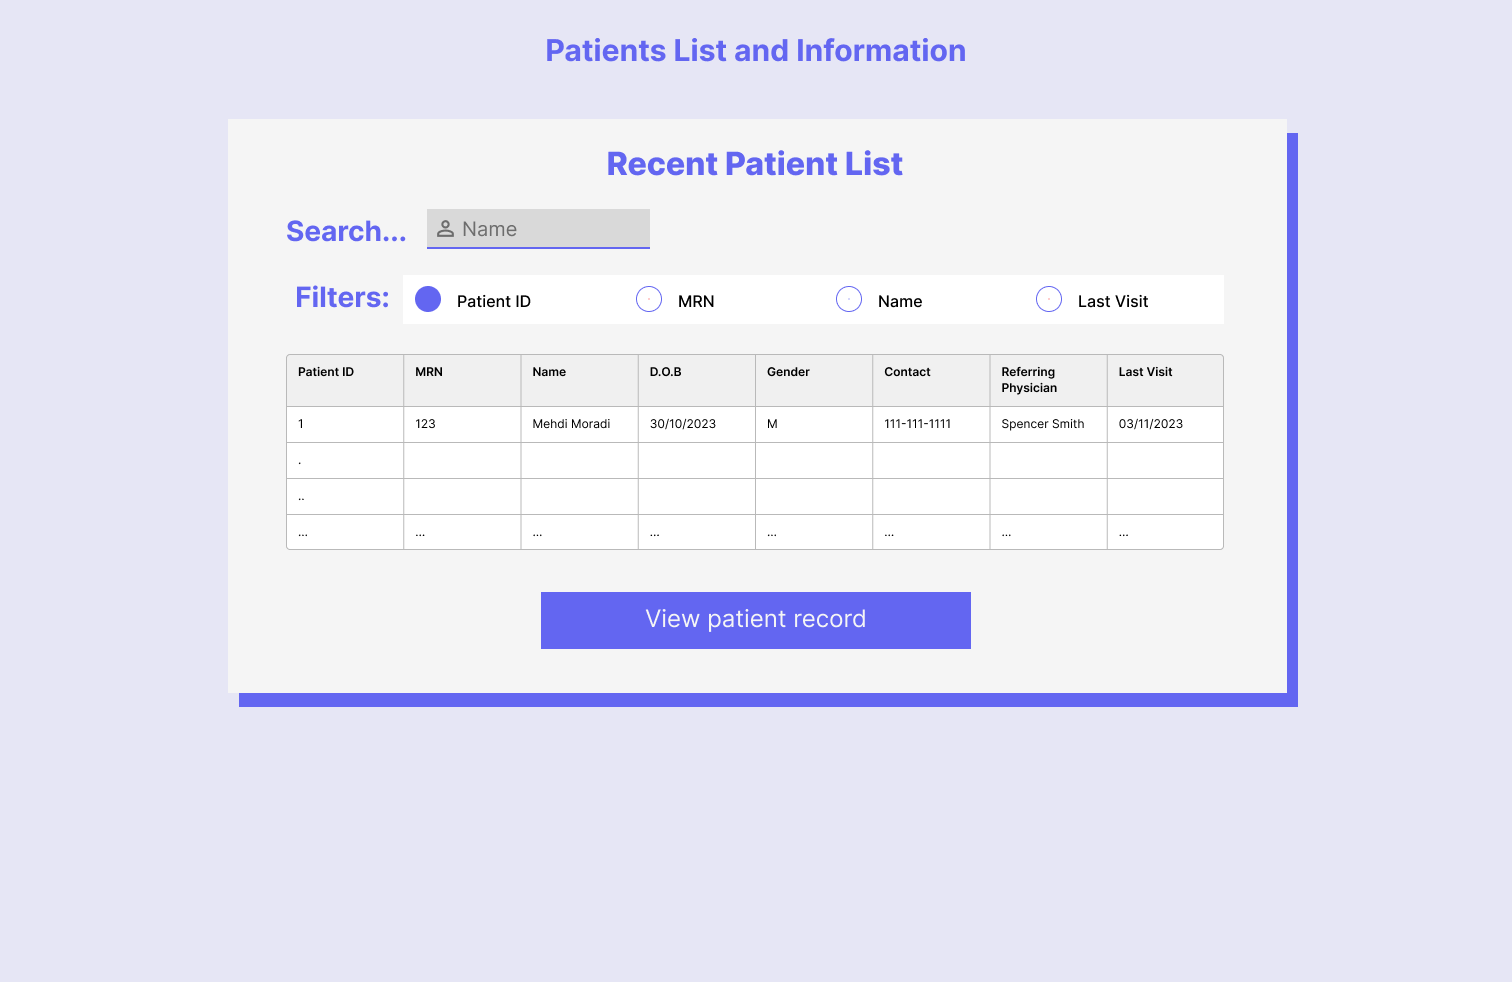 Patients List and Information
Recent Patient List
Search... Name
Filters: Patient ID MRN Name Last Visit
Patient ID MRN Name D.O.B Gender Contact Referring Physician Last Visit
1 123 Mehdi Moradi 30/10/2023 M 111-111-1111 Spencer Smith 03/11/2023
.
..
... ... ... ... ... ... ... ...
View patient record